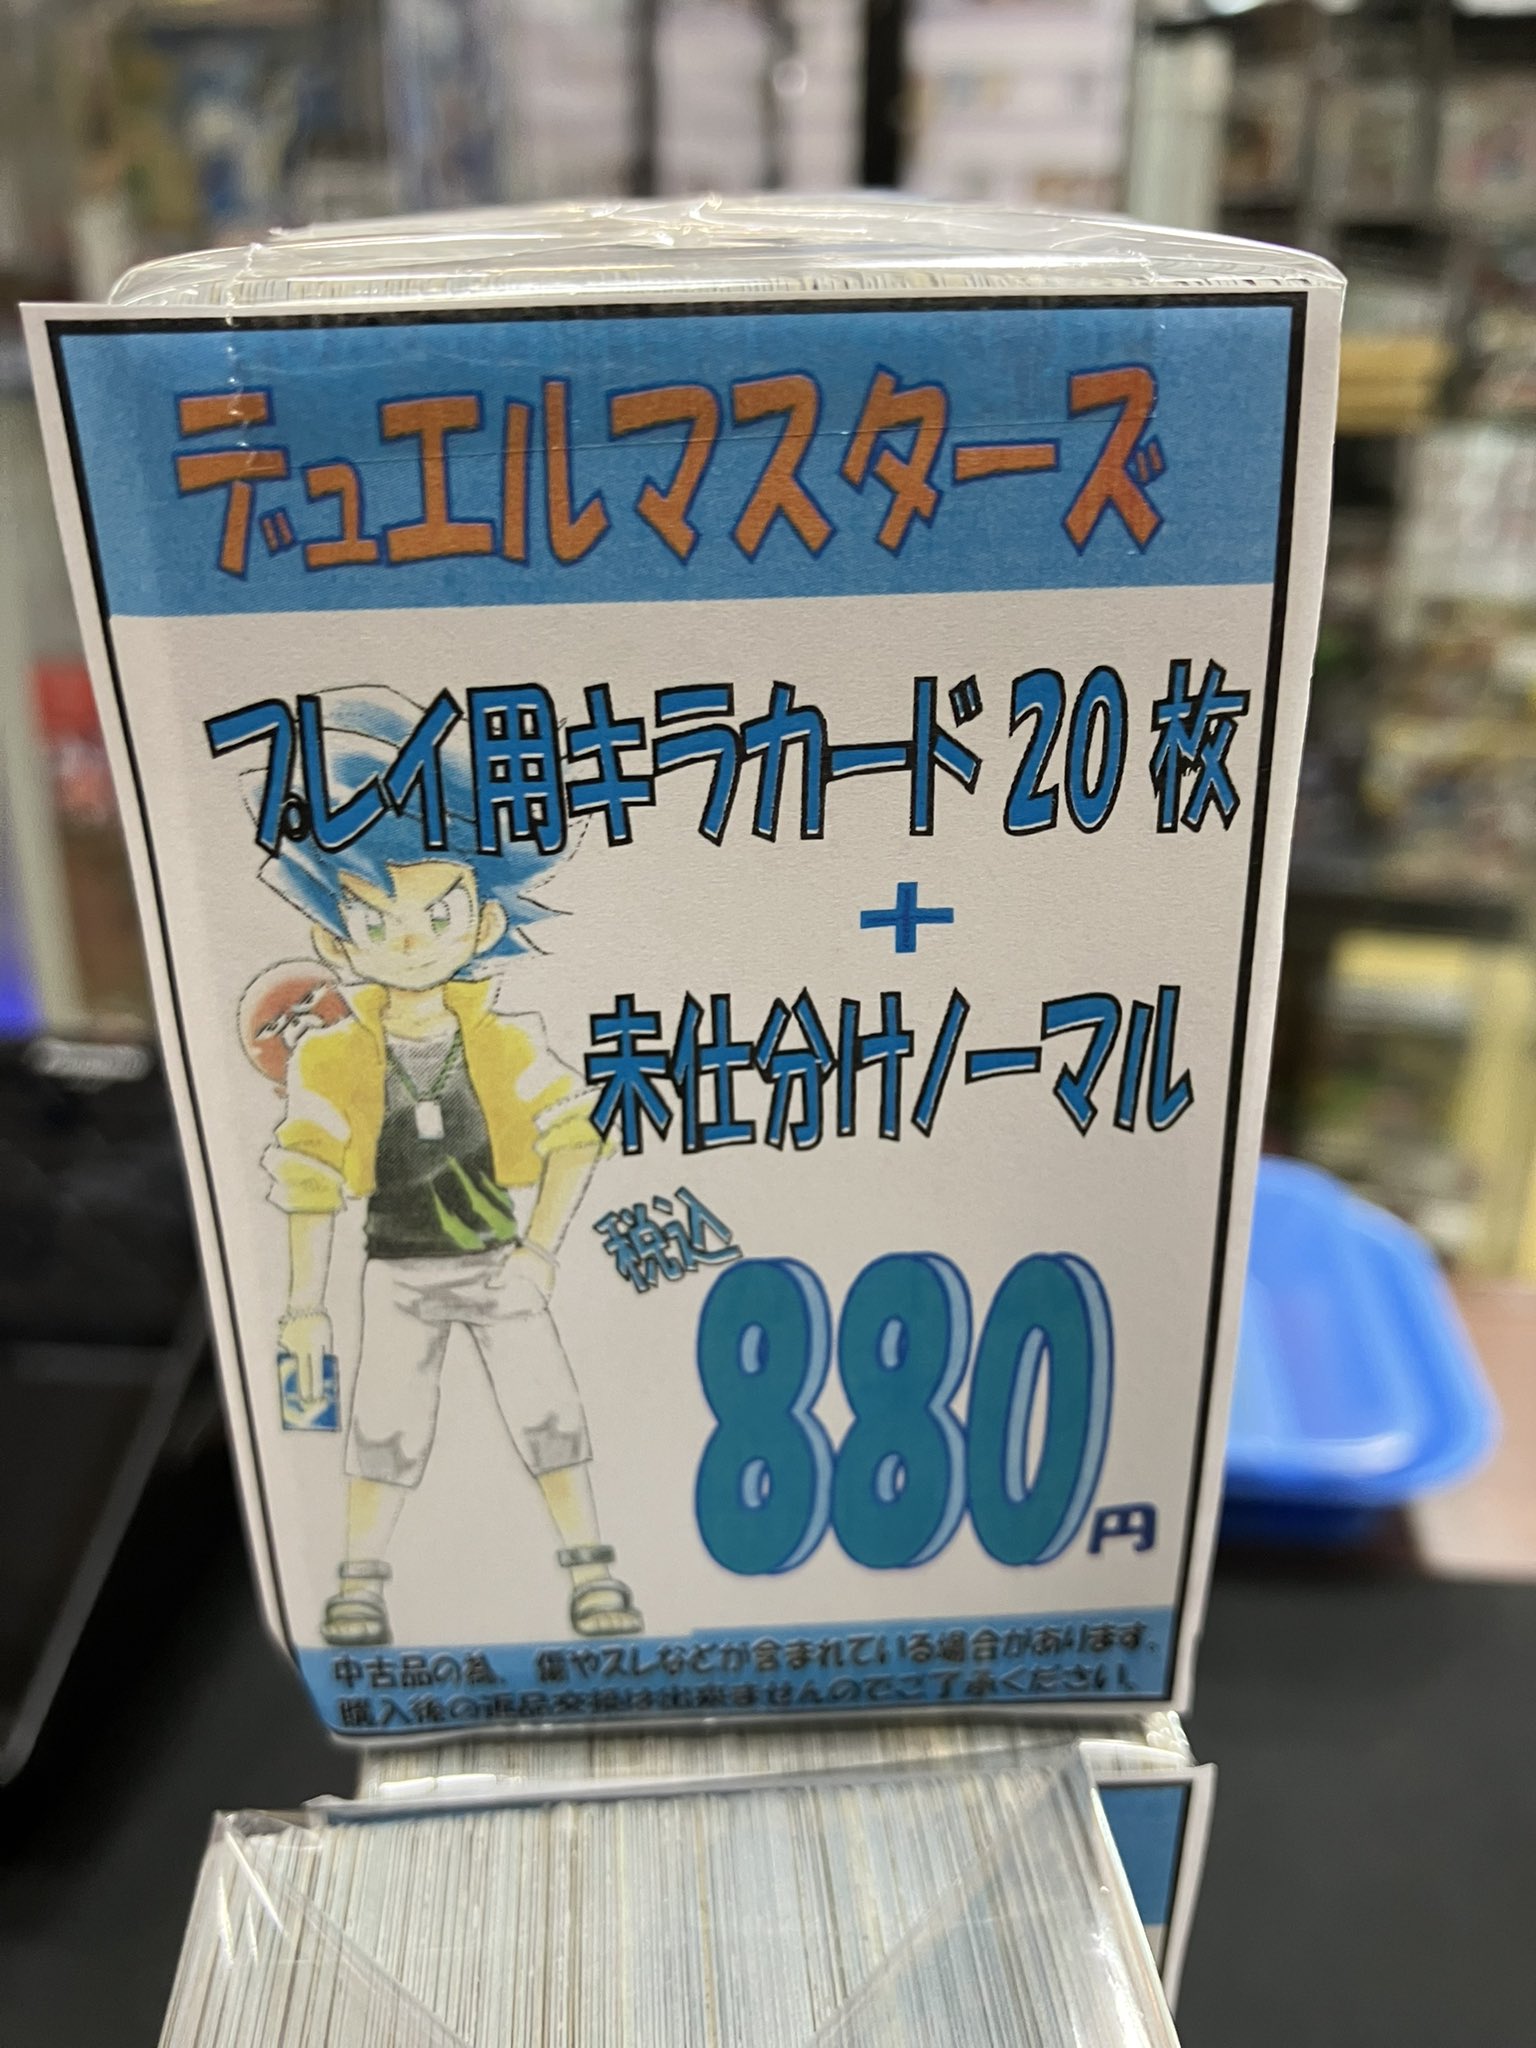 デュエルマスターズ
プレイ用キラカード20枚
+
未仕分けノーマル
税込
880円
中古品の為、傷やスレなどが含まれている場合があります。
購入後の返品交換は出来ませんのでご了承ください。